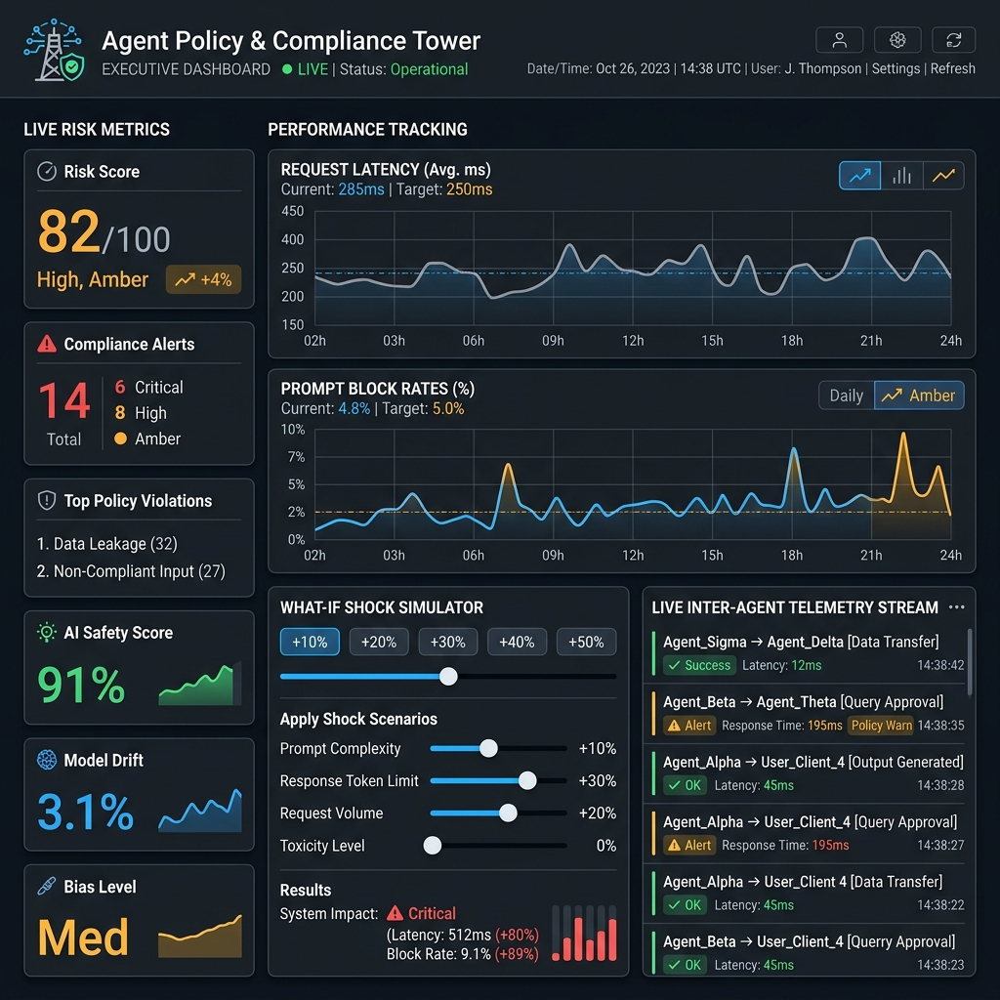 Agent Policy & Compliance Tower
EXECUTIVE DASHBOARD ● LIVE | Status: Operational
Date/Time: Oct 26, 2023 | 14:38 UTC | User: J. Thompson | Settings | Refresh
LIVE RISK METRICS
Risk Score
82/100
High, Amber
+4%
Compliance Alerts
14
Total
6 Critical
8 High
Amber
Top Policy Violations
1. Data Leakage (32)
2. Non-Compliant Input (27)
AI Safety Score
91%
Model Drift
3.1%
Bias Level
Med
PERFORMANCE TRACKING
REQUEST LATENCY (Avg. ms)
Current: 285ms | Target: 250ms
450
400
250
200
150
02h 03h 06h 09h 12h 15h 18h 21h 24h
PROMPT BLOCK RATES (%)
Current: 4.8% | Target: 5.0%
Daily Amber
10%
7%
5%
2%
0%
02h 03h 06h 09h 12h 15h 18h 21h 24h
WHAT-IF SHOCK SIMULATOR
+10% +20% +30% +40% +50%
Apply Shock Scenarios
Prompt Complexity +10%
Response Token Limit +30%
Request Volume +20%
Toxicity Level 0%
Results
System Impact: Critical
(Latency: 512ms (+80%)
Block Rate: 9.1% (+89%)
LIVE INTER-AGENT TELEMETRY STREAM ...
Agent_Sigma → Agent_Delta [Data Transfer]
✓ Success Latency: 12ms 14:38:42
Agent_Beta → Agent_Theta [Query Approval]
Alert Response Time: 195ms Policy Warn 14:38:35
Agent_Alpha → User_Client_4 [Output Generated]
✓ OK Latency: 45ms 14:38:28
Agent_Alpha → User_Client_4 [Query Approval]
Alert Response Time: 195ms 14:38:27
Agent_Alpha → User_Client 4 [Data Transfer]
✓ OK Latency: 45ms 14:38:22
Agent_Beta → User_Client_4 [Querry Approval]
✓ OK Latency: 45ms 14:38:23